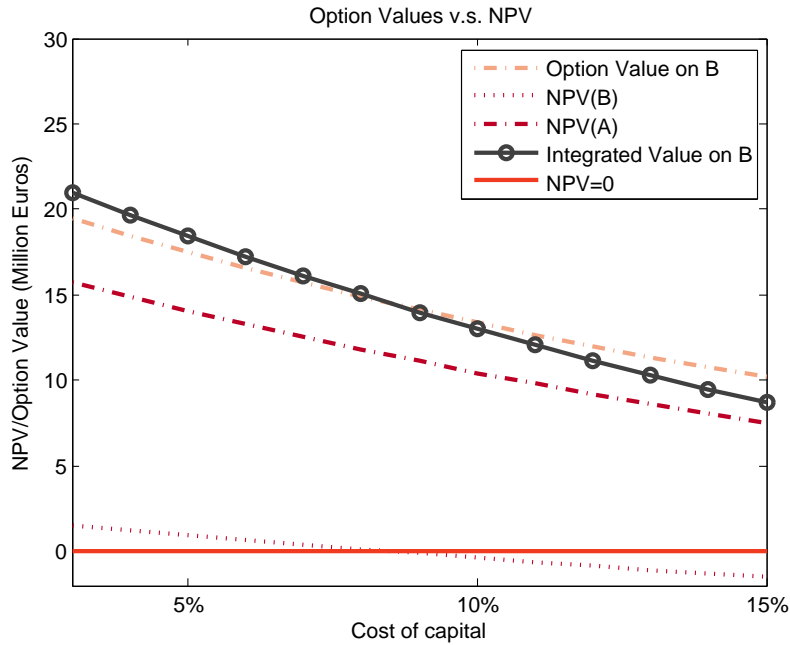 Option Values v.s. NPV
30
25
20
15
10
5
0
NPV/Option Value (Million Euros)
Option Value on B
NPV(B)
NPV(A)
Integrated Value on B
NPV=0
5%
10%
15%
Cost of capital